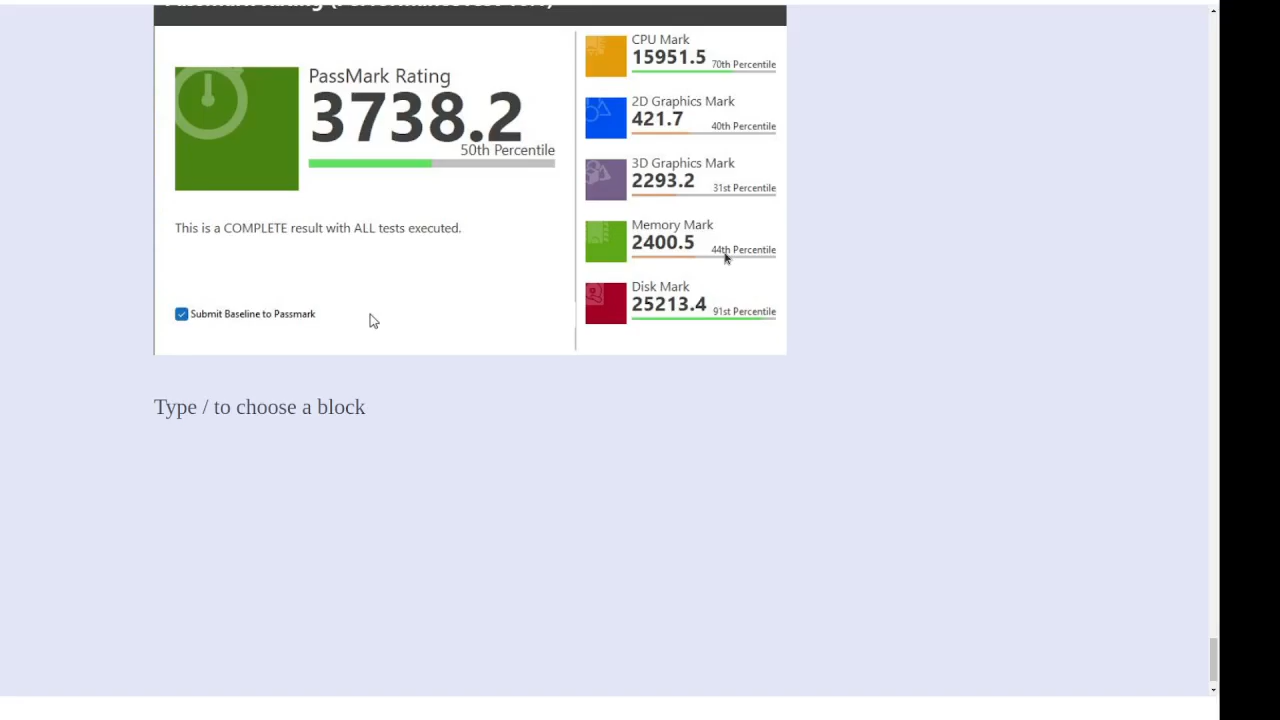 PassMark Rating
3738.2
50th Percentile
This is a COMPLETE result with ALL tests executed.
Submit Baseline to Passmark
CPU Mark
15951.5
70th Percentile
2D Graphics Mark
421.7
40th Percentile
3D Graphics Mark
2293.2
31st Percentile
Memory Mark
2400.5
44th Percentile
Disk Mark
25213.4
91st Percentile
Type / to choose a block